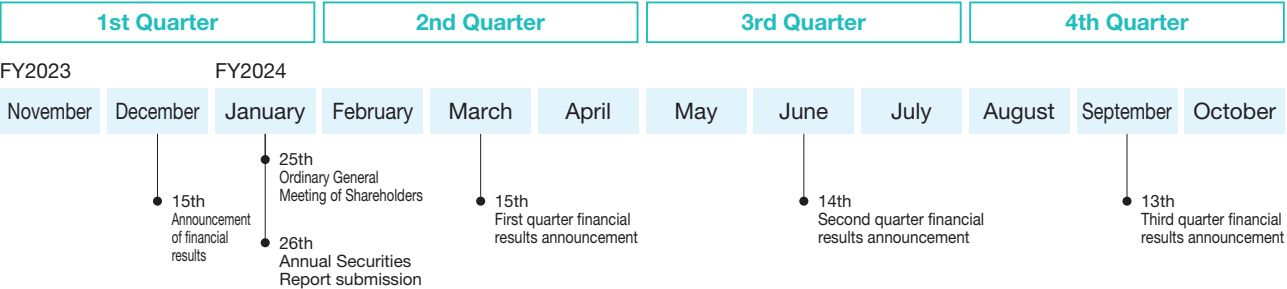 1st Quarter
2nd Quarter
3rd Quarter
4th Quarter
FY2023
FY2024
November
December
January
February
March
April
May
June
July
August
September
October
15th
Announcement
of financial
results
25th
Ordinary General
Meeting of Shareholders
26th
Annual Securities
Report submission
15th
First quarter financial
results announcement
14th
Second quarter financial
results announcement
13th
Third quarter financial
results announcement